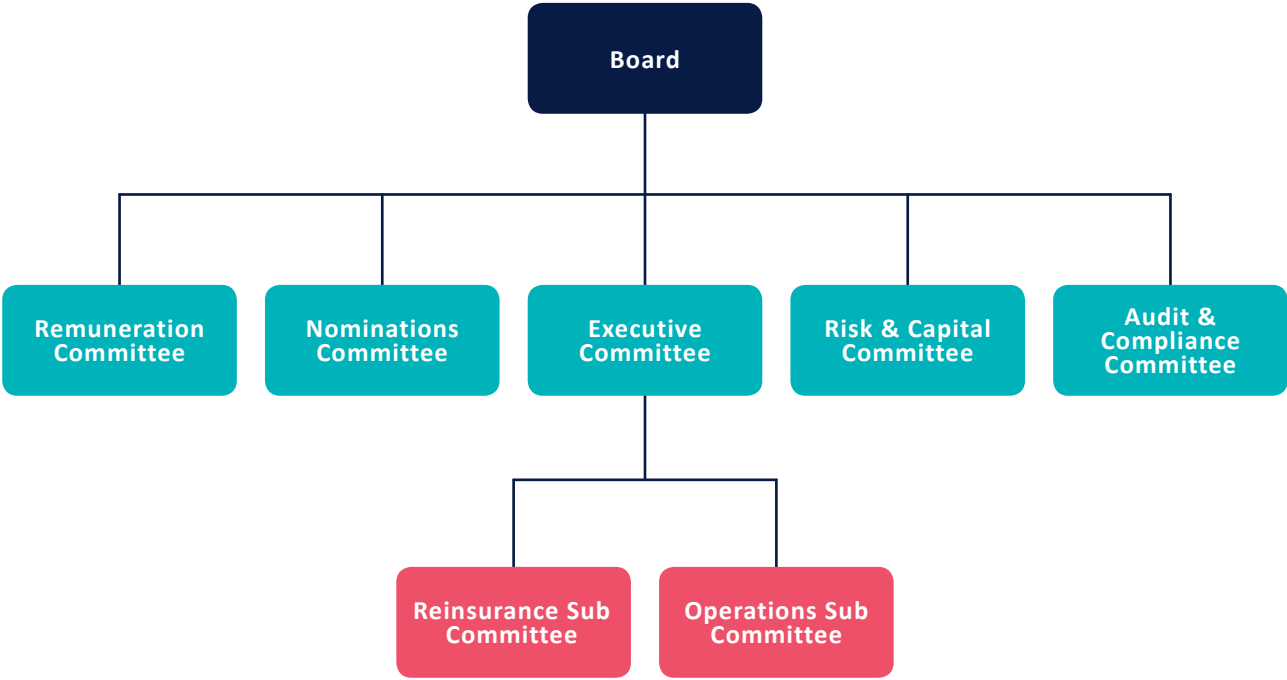 Board
Remuneration
Committee
Nominations
Committee
Executive
Committee
Risk & Capital
Committee
Audit &
Compliance
Committee
Reinsurance Sub
Committee
Operations Sub
Committee